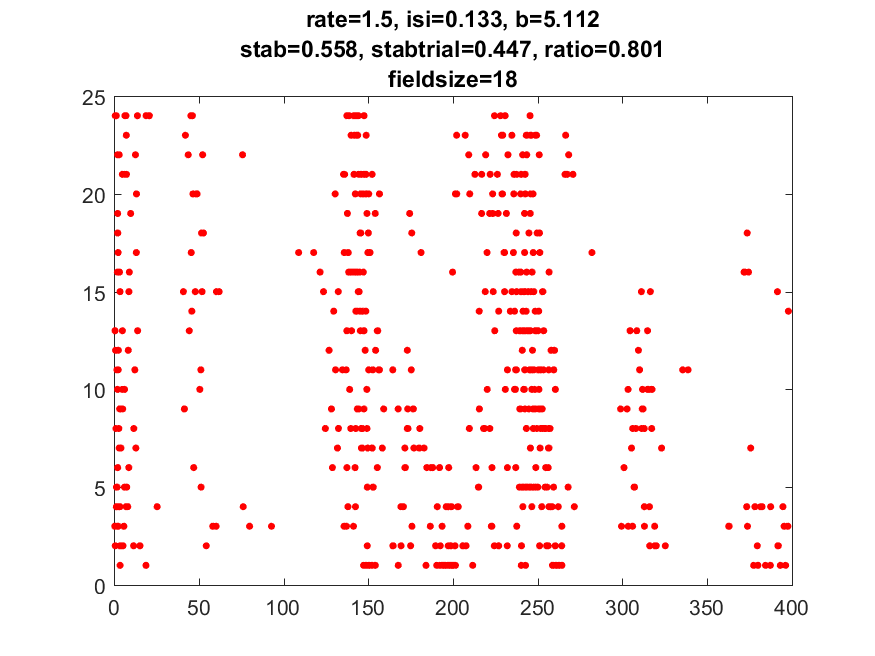 rate=1.5, isi=0.133, b=5.112
stab=0.558, stabtrial=0.447, ratio=0.801
fieldsize=18
25
20
15
10
5
0
0 50 100 150 200 250 300 350 400